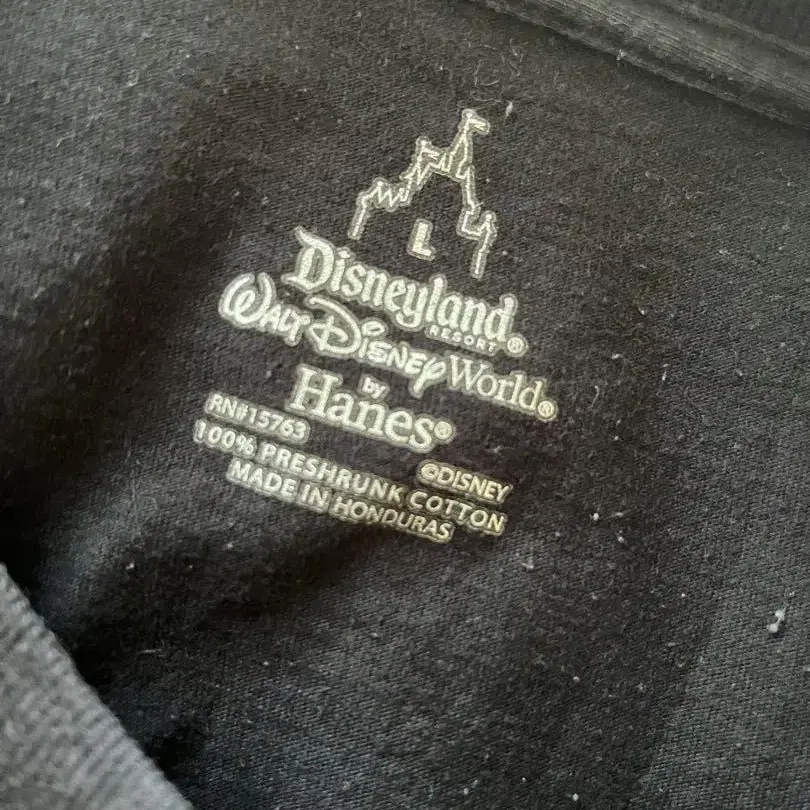 L
Disneyland
RESORT®
WALT DISNEY World®
by
Hanes®
RN#15763
©DISNEY
100% PRESHRUNK COTTON
MADE IN HONDURAS